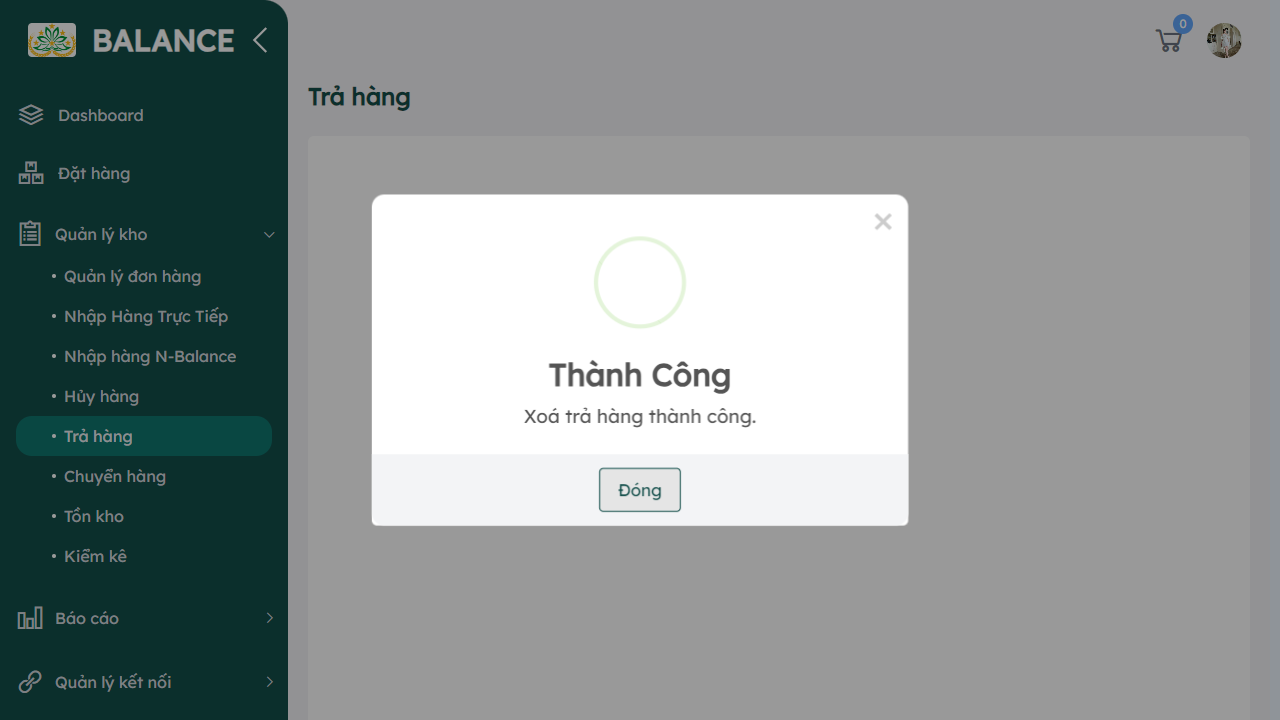 BALANCE
0
Dashboard
Đặt hàng
Quản lý kho
Quản lý đơn hàng
Nhập Hàng Trực Tiếp
Nhập hàng N-Balance
Hủy hàng
Trả hàng
Chuyển hàng
Tồn kho
Kiểm kê
Báo cáo
Quản lý kết nối
Trả hàng
Thành Công
Xoá trả hàng thành công.
Đóng